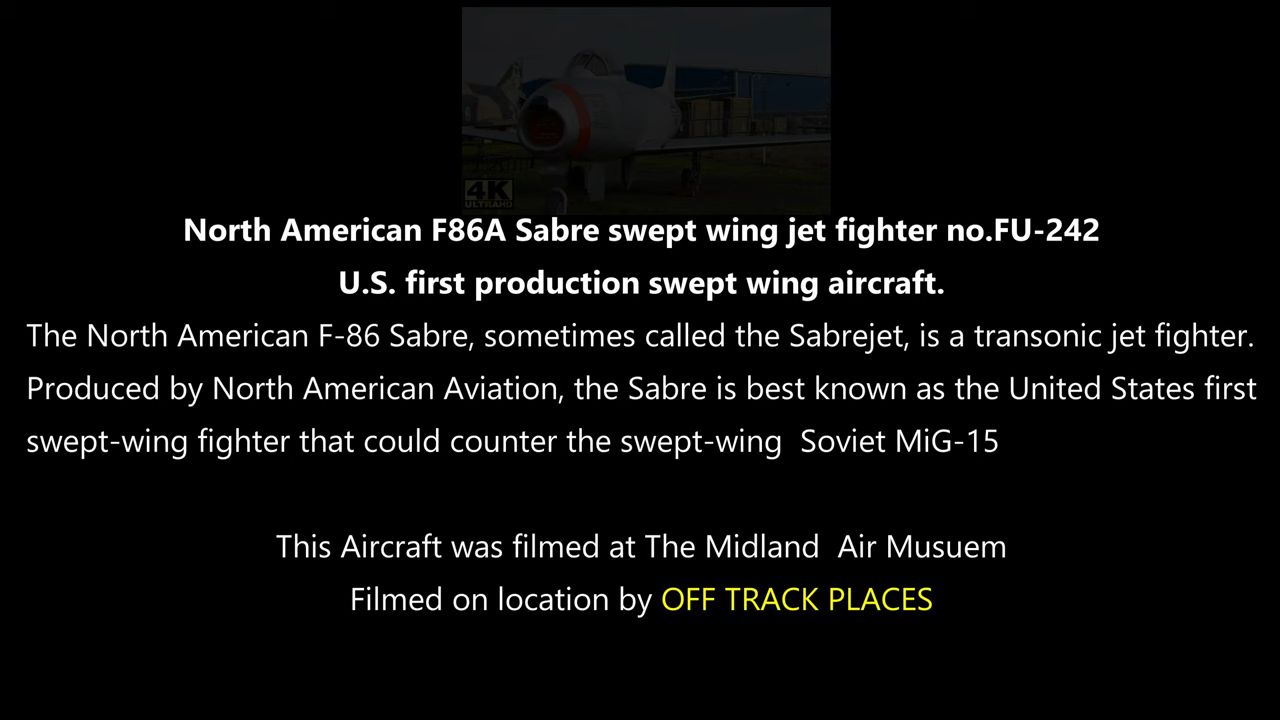 4K
ULTRAHD
North American F86A Sabre swept wing jet fighter no.FU-242
U.S. first production swept wing aircraft.
The North American F-86 Sabre, sometimes called the Sabrejet, is a transonic jet fighter.
Produced by North American Aviation, the Sabre is best known as the United States first
swept-wing fighter that could counter the swept-wing  Soviet MiG-15
This Aircraft was filmed at The Midland  Air Musuem
Filmed on location by OFF TRACK PLACES